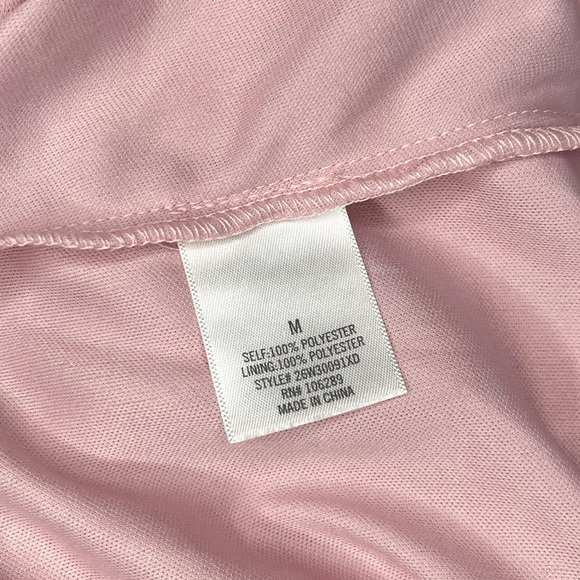 M
SELF:100% POLYESTER
LINING:100% POLYESTER
STYLE# 26W30091XD
RN# 106289
MADE IN CHINA